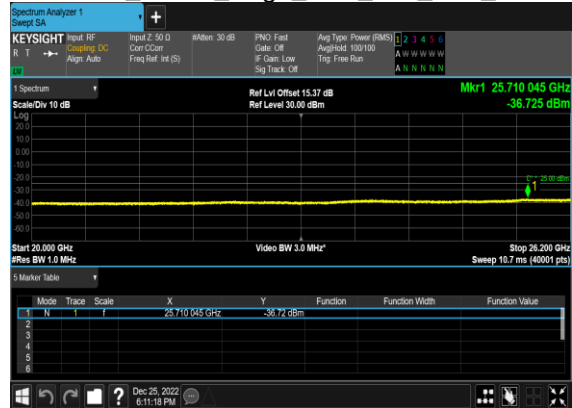 Spectrum Analyzer 1
Swept SA
+
KEYSIGHT Input: RF Input Z: 50 Ω #Atten: 30 dB PNO: Fast Avg Type: Power (RMS) 1 2 3 4 5 6
R T Coupling: DC Corr CCorr Gate: Off Avg|Hold: 100/100 A W W W W W
Align: Auto Freq Ref: Int (S) IF Gain: Low Trig: Free Run
Sig Track: Off A N N N N N
1 Spectrum Ref Lvl Offset 15.37 dB Mkr1 25.710 045 GHz
Scale/Div 10 dB Ref Level 30.00 dBm -36.725 dBm
Log
20.0
10.0
0.00
-10.0
-20.0
-30.0
-40.0
-50.0
-60.0
1
Start 20.000 GHz Video BW 3.0 MHz* Stop 26.200 GHz
#Res BW 1.0 MHz Sweep 10.7 ms (40001 pts)
5 Marker Table
Mode Trace Scale X Y Function Function Width Function Value
1 N 1 f 25.710 045 GHz -36.72 dBm
2
3
4
5
6
? Dec 25, 2022
6:11:18 PM